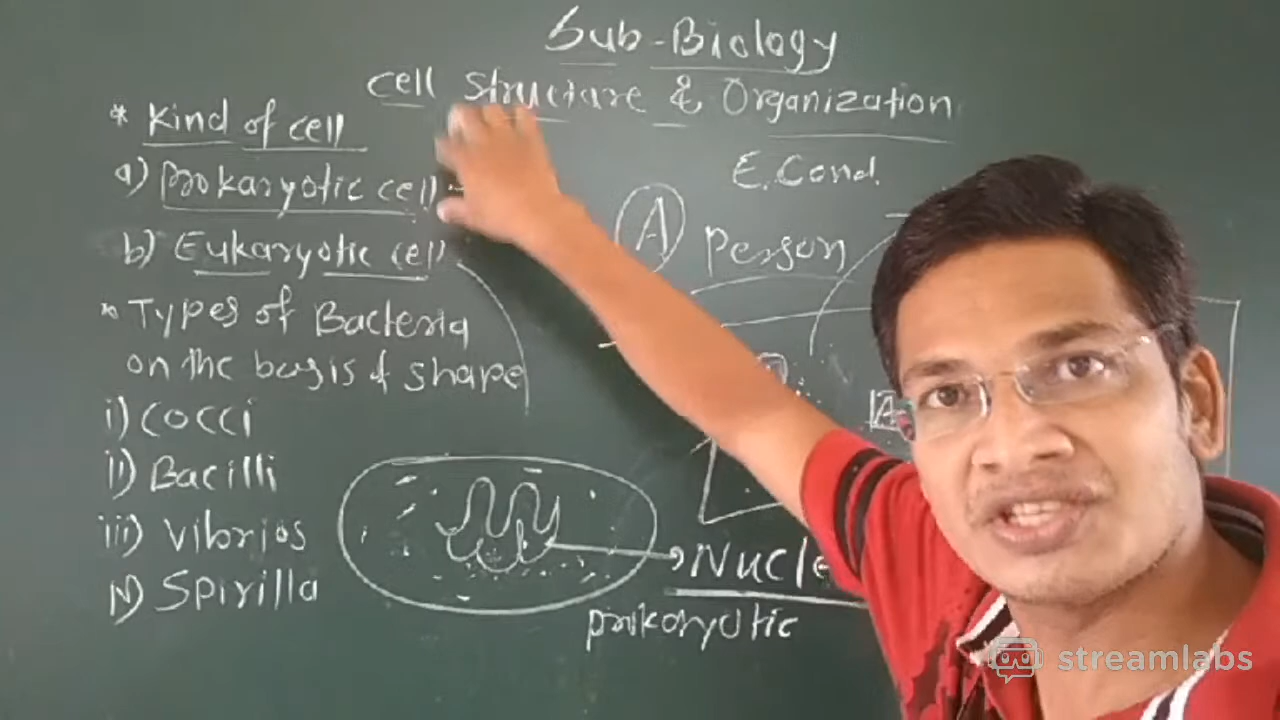 Sub-Biology
Cell Structure & Organization
* Kind of cell
a) Prokaryotic cell
b) Eukaryotic cell
* Types of Bacteria
on the basis of shape
i) Cocci
ii) Bacilli
iii) Vibrios
iv) Spirilla
E. Cond.
A Person
A
Nucle
prokaryotic
streamlabs